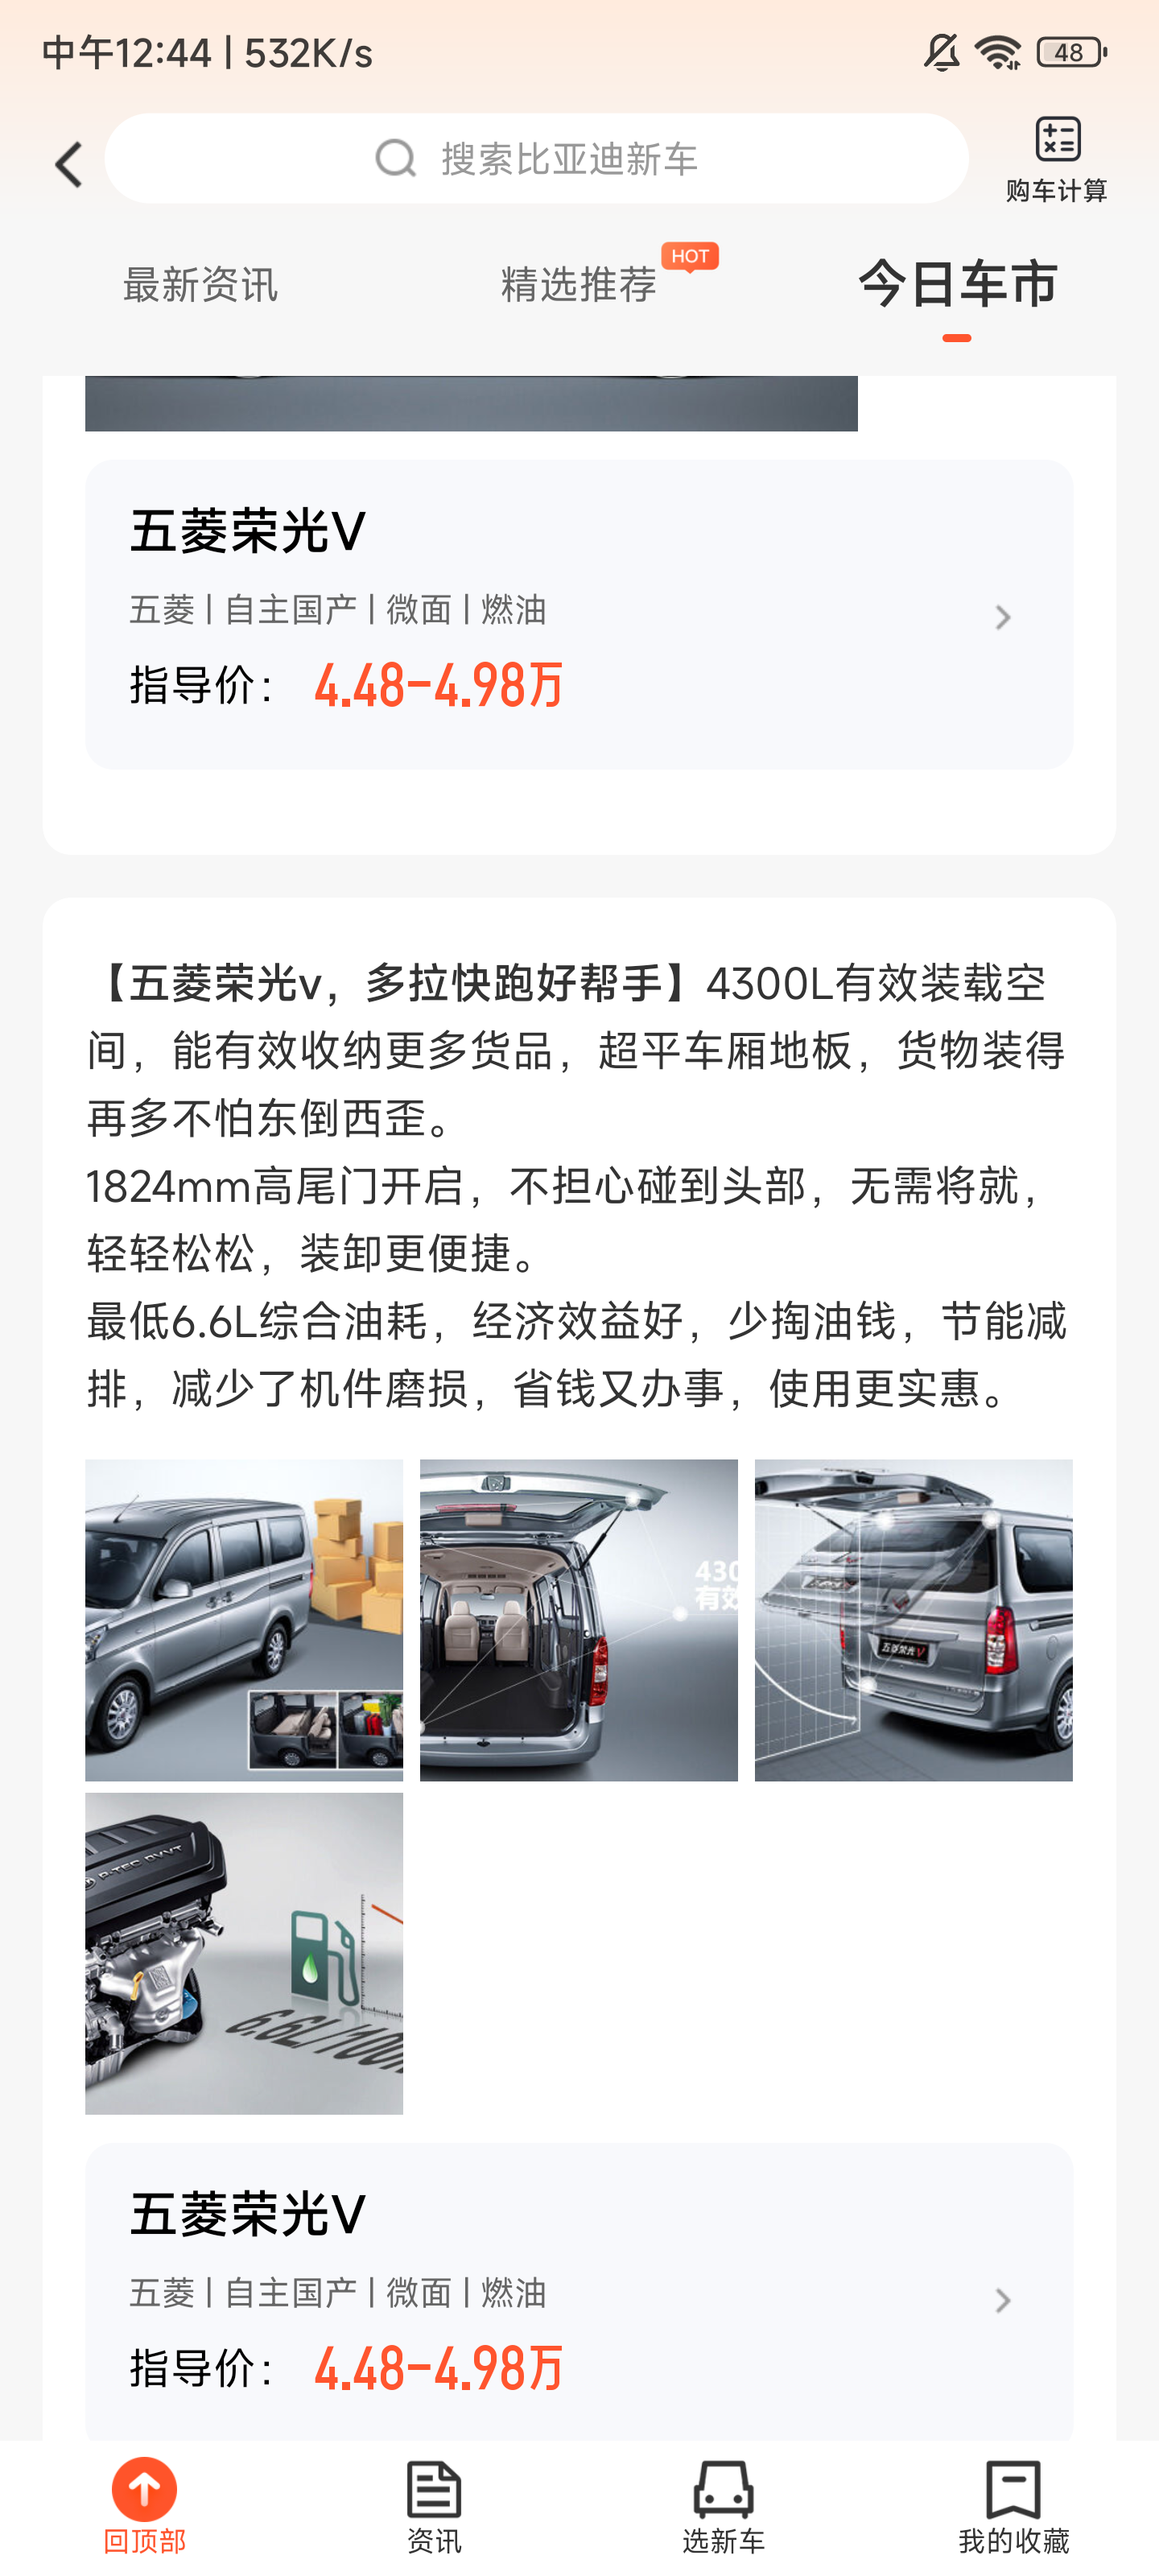 中午12:44 | 532K/s
48
搜索比亚迪新车
购车计算
最新资讯
精选推荐
HOT
今日车市
五菱荣光V
五菱 | 自主国产 | 微面 | 燃油
指导价： 4.48-4.98万
【五菱荣光v，多拉快跑好帮手】4300L有效装载空
间，能有效收纳更多货品，超平车厢地板，货物装得
再多不怕东倒西歪。
1824mm高尾门开启，不担心碰到头部，无需将就，
轻轻松松，装卸更便捷。
最低6.6L综合油耗，经济效益好，少掏油钱，节能减
排，减少了机件磨损，省钱又办事，使用更实惠。
430
有效
五菱荣光V
P-TEC DVVT
6.6L/100
五菱荣光V
五菱 | 自主国产 | 微面 | 燃油
指导价： 4.48-4.98万
回顶部
资讯
选新车
我的收藏